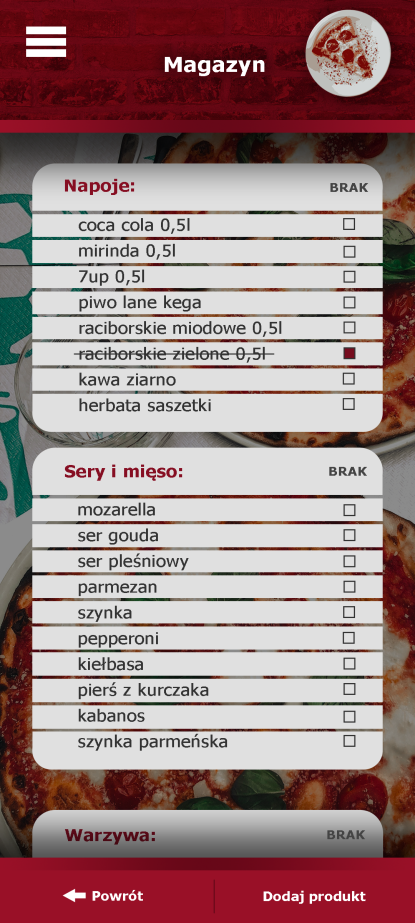 Magazyn
Napoje: BRAK
coca cola 0,5l
mirinda 0,5l
7up 0,5l
piwo lane kega
raciborskie miodowe 0,5l
raciborskie zielone 0,5l
kawa ziarno
herbata saszetki
Sery i mięso: BRAK
mozarella
ser gouda
ser pleśniowy
parmezan
szynka
pepperoni
kiełbasa
pierś z kurczaka
kabanos
szynka parmeńska
Warzywa: BRAK
Powrót Dodaj produkt